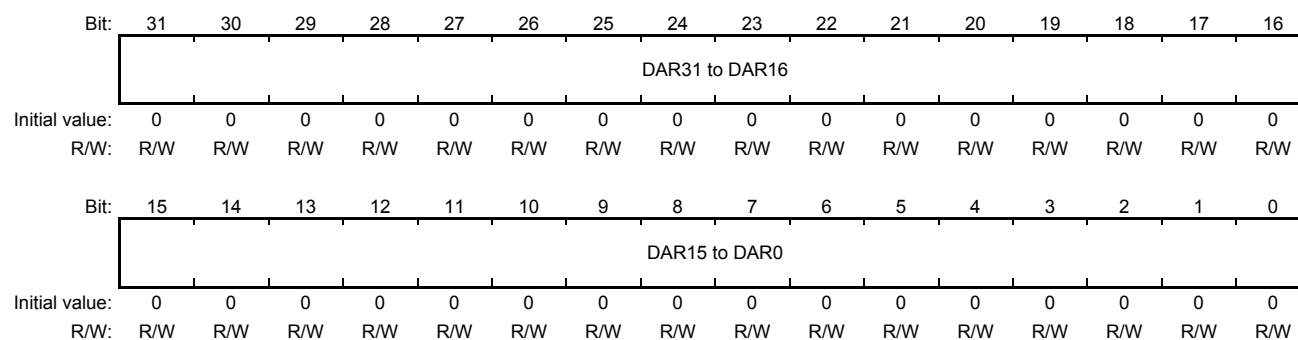 Bit: 31 30 29 28 27 26 25 24 23 22 21 20 19 18 17 16
DAR31 to DAR16
Initial value: 0 0 0 0 0 0 0 0 0 0 0 0 0 0 0 0
R/W: R/W R/W R/W R/W R/W R/W R/W R/W R/W R/W R/W R/W R/W R/W R/W R/W
Bit: 15 14 13 12 11 10 9 8 7 6 5 4 3 2 1 0
DAR15 to DAR0
Initial value: 0 0 0 0 0 0 0 0 0 0 0 0 0 0 0 0
R/W: R/W R/W R/W R/W R/W R/W R/W R/W R/W R/W R/W R/W R/W R/W R/W R/W